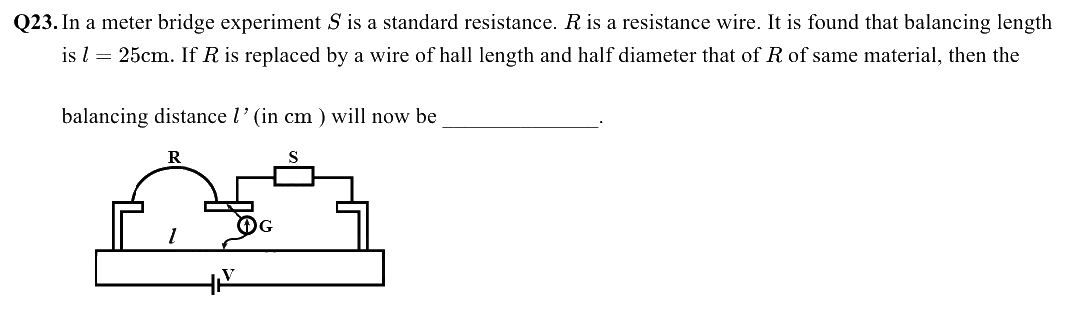 Q23. In a meter bridge experiment S is a standard resistance. R is a resistance wire. It is found that balancing length
is l = 25cm. If R is replaced by a wire of hall length and half diameter that of R of same material, then the
balancing distance l’ (in cm ) will now be ______________.
R S
G
l
V